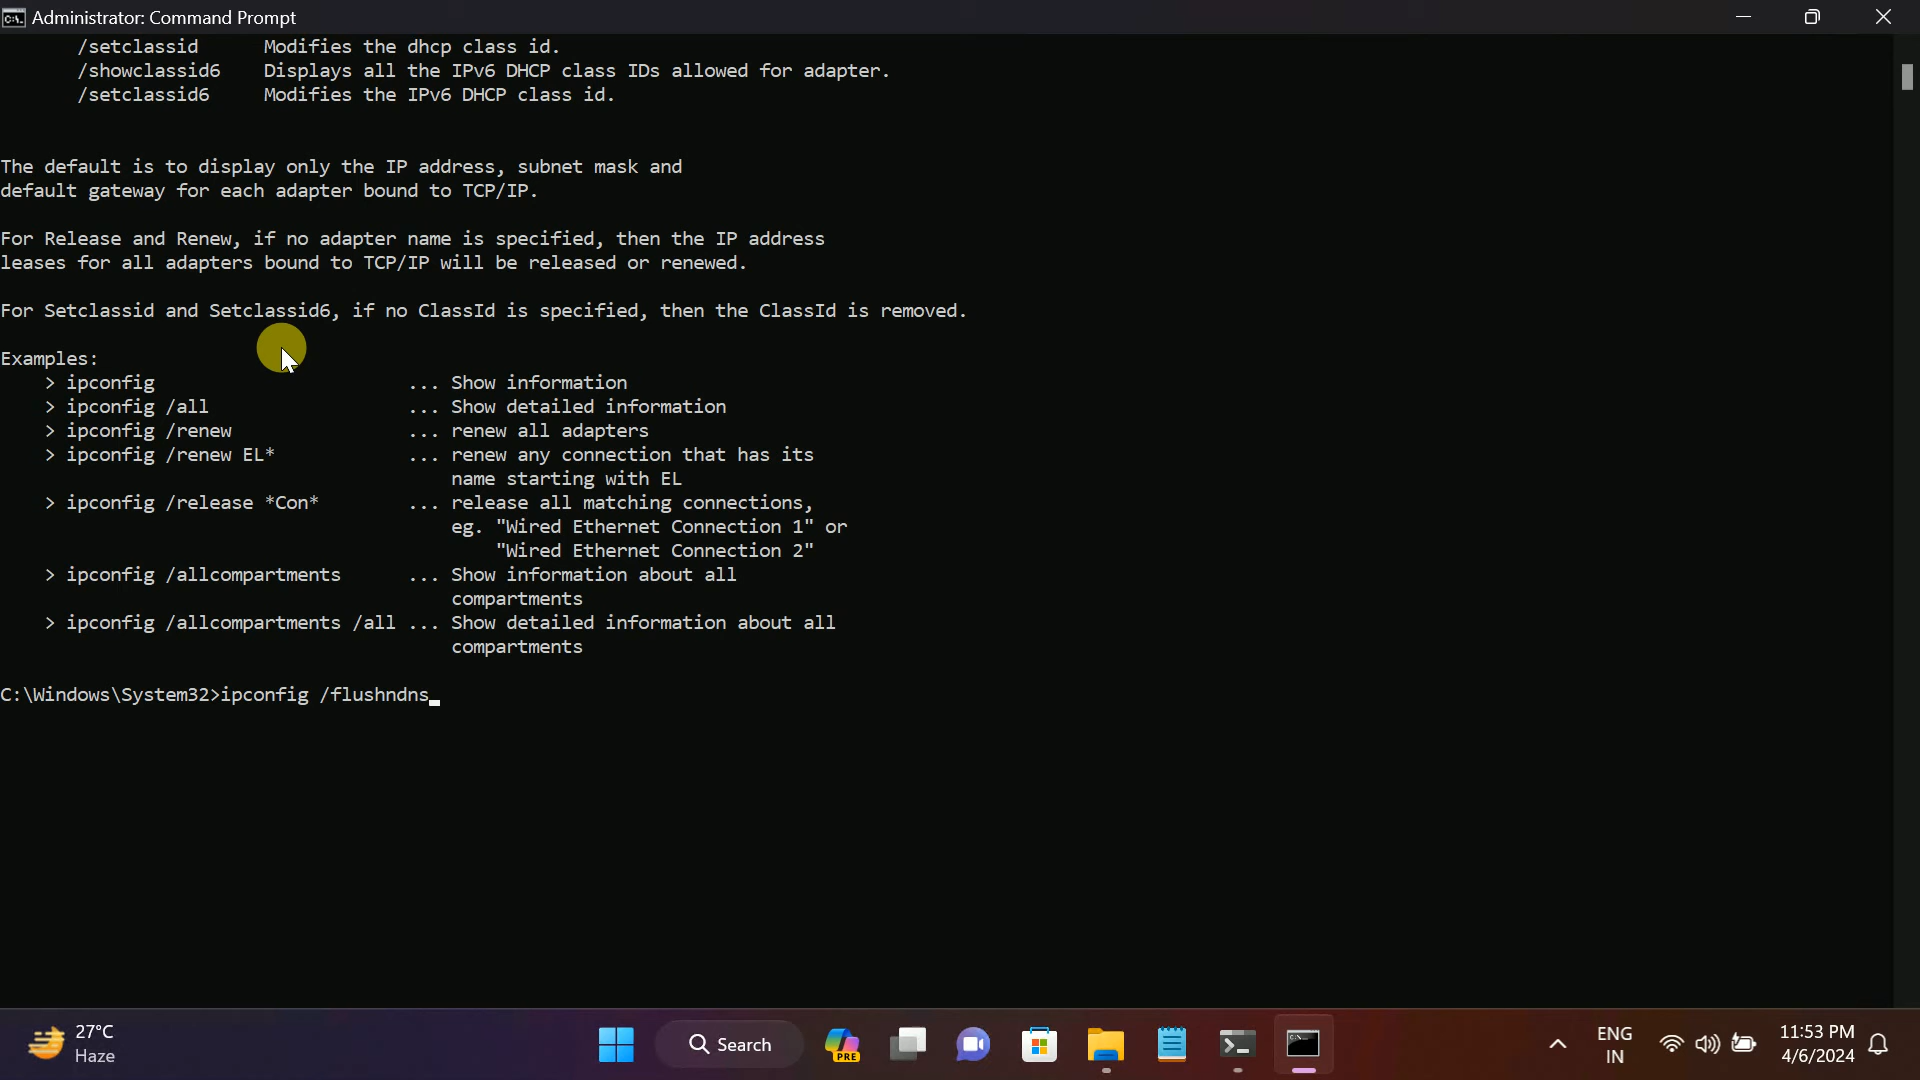 Administrator: Command Prompt
/setclassid Modifies the dhcp class id.
/showclassid6 Displays all the IPv6 DHCP class IDs allowed for adapter.
/setclassid6 Modifies the IPv6 DHCP class id.
The default is to display only the IP address, subnet mask and
default gateway for each adapter bound to TCP/IP.
For Release and Renew, if no adapter name is specified, then the IP address
leases for all adapters bound to TCP/IP will be released or renewed.
For Setclassid and Setclassid6, if no ClassId is specified, then the ClassId is removed.
Examples:
> ipconfig ... Show information
> ipconfig /all ... Show detailed information
> ipconfig /renew ... renew all adapters
> ipconfig /renew EL* ... renew any connection that has its
name starting with EL
> ipconfig /release *Con* ... release all matching connections,
eg. "Wired Ethernet Connection 1" or
"Wired Ethernet Connection 2"
> ipconfig /allcompartments ... Show information about all
compartments
> ipconfig /allcompartments /all ... Show detailed information about all
compartments
C:\Windows\System32>ipconfig /flushndns_
27°C
Haze
Search
PRE
ENG
IN
11:53 PM
4/6/2024